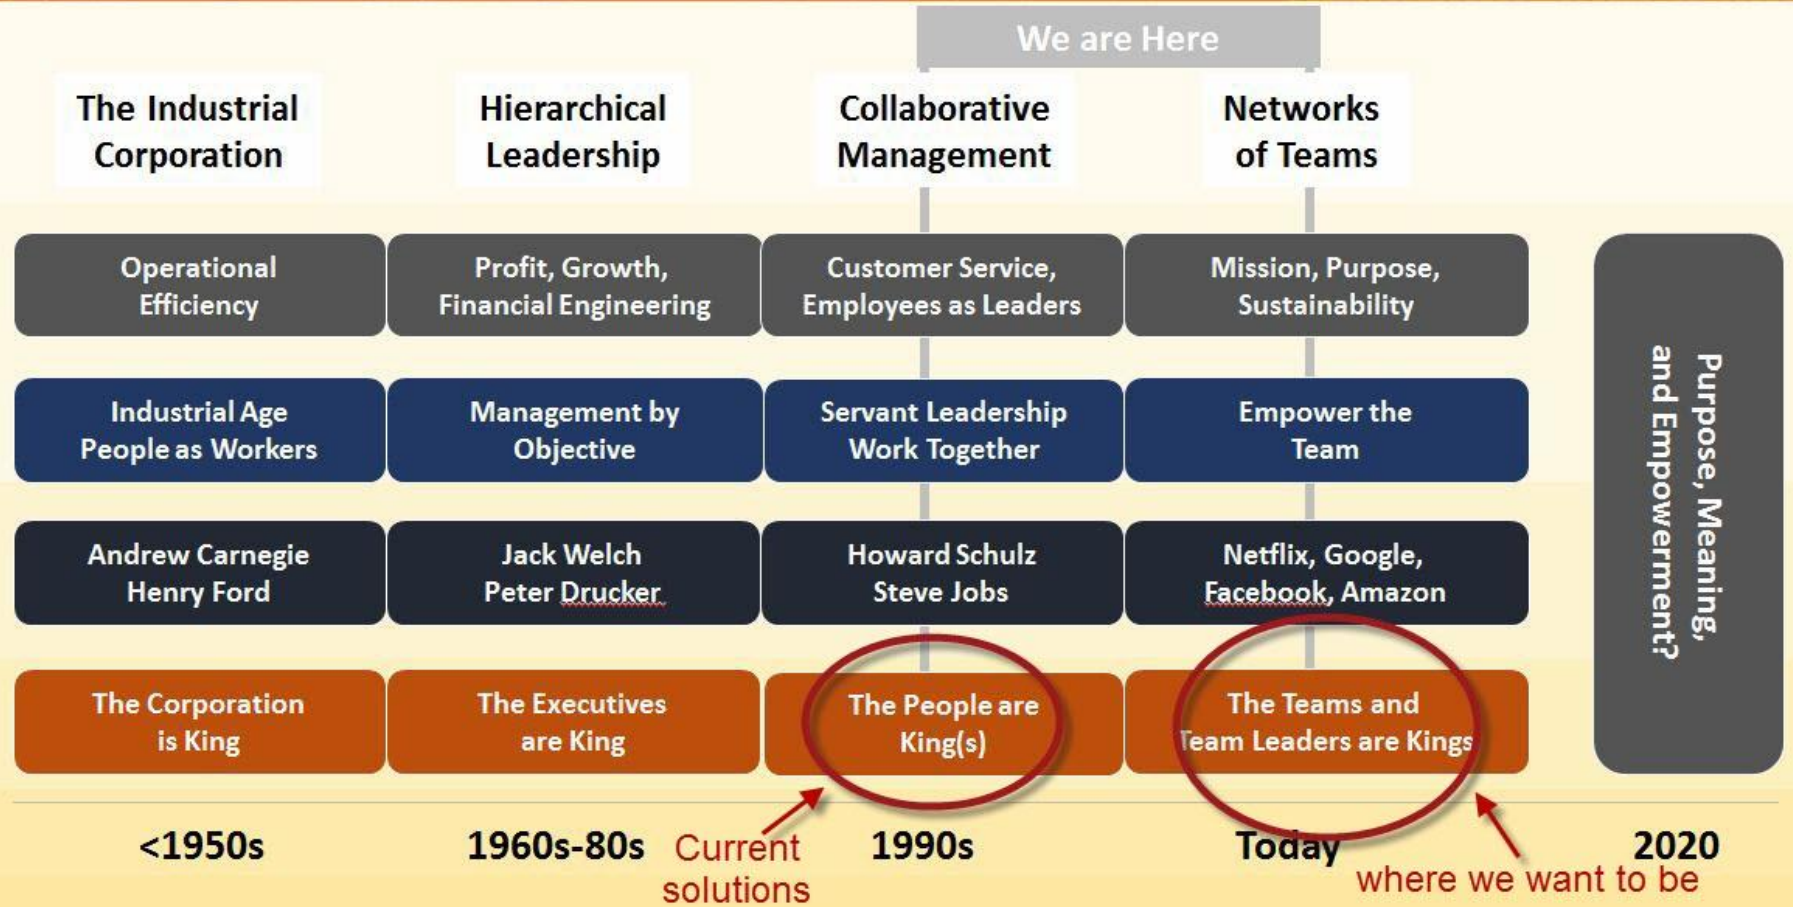 We are Here
The Industrial
Corporation
Hierarchical
Leadership
Collaborative
Management
Networks
of Teams
Operational
Efficiency
Profit, Growth,
Financial Engineering
Customer Service,
Employees as Leaders
Mission, Purpose,
Sustainability
Industrial Age
People as Workers
Management by
Objective
Servant Leadership
Work Together
Empower the
Team
Andrew Carnegie
Henry Ford
Jack Welch
Peter Drucker
Howard Schulz
Steve Jobs
Netflix, Google,
Facebook, Amazon
The Corporation
is King
The Executives
are King
The People are
King(s)
The Teams and
Team Leaders are Kings
Purpose, Meaning,
and Empowerment?
<1950s
1960s-80s
Current
solutions
1990s
Today
where we want to be
2020